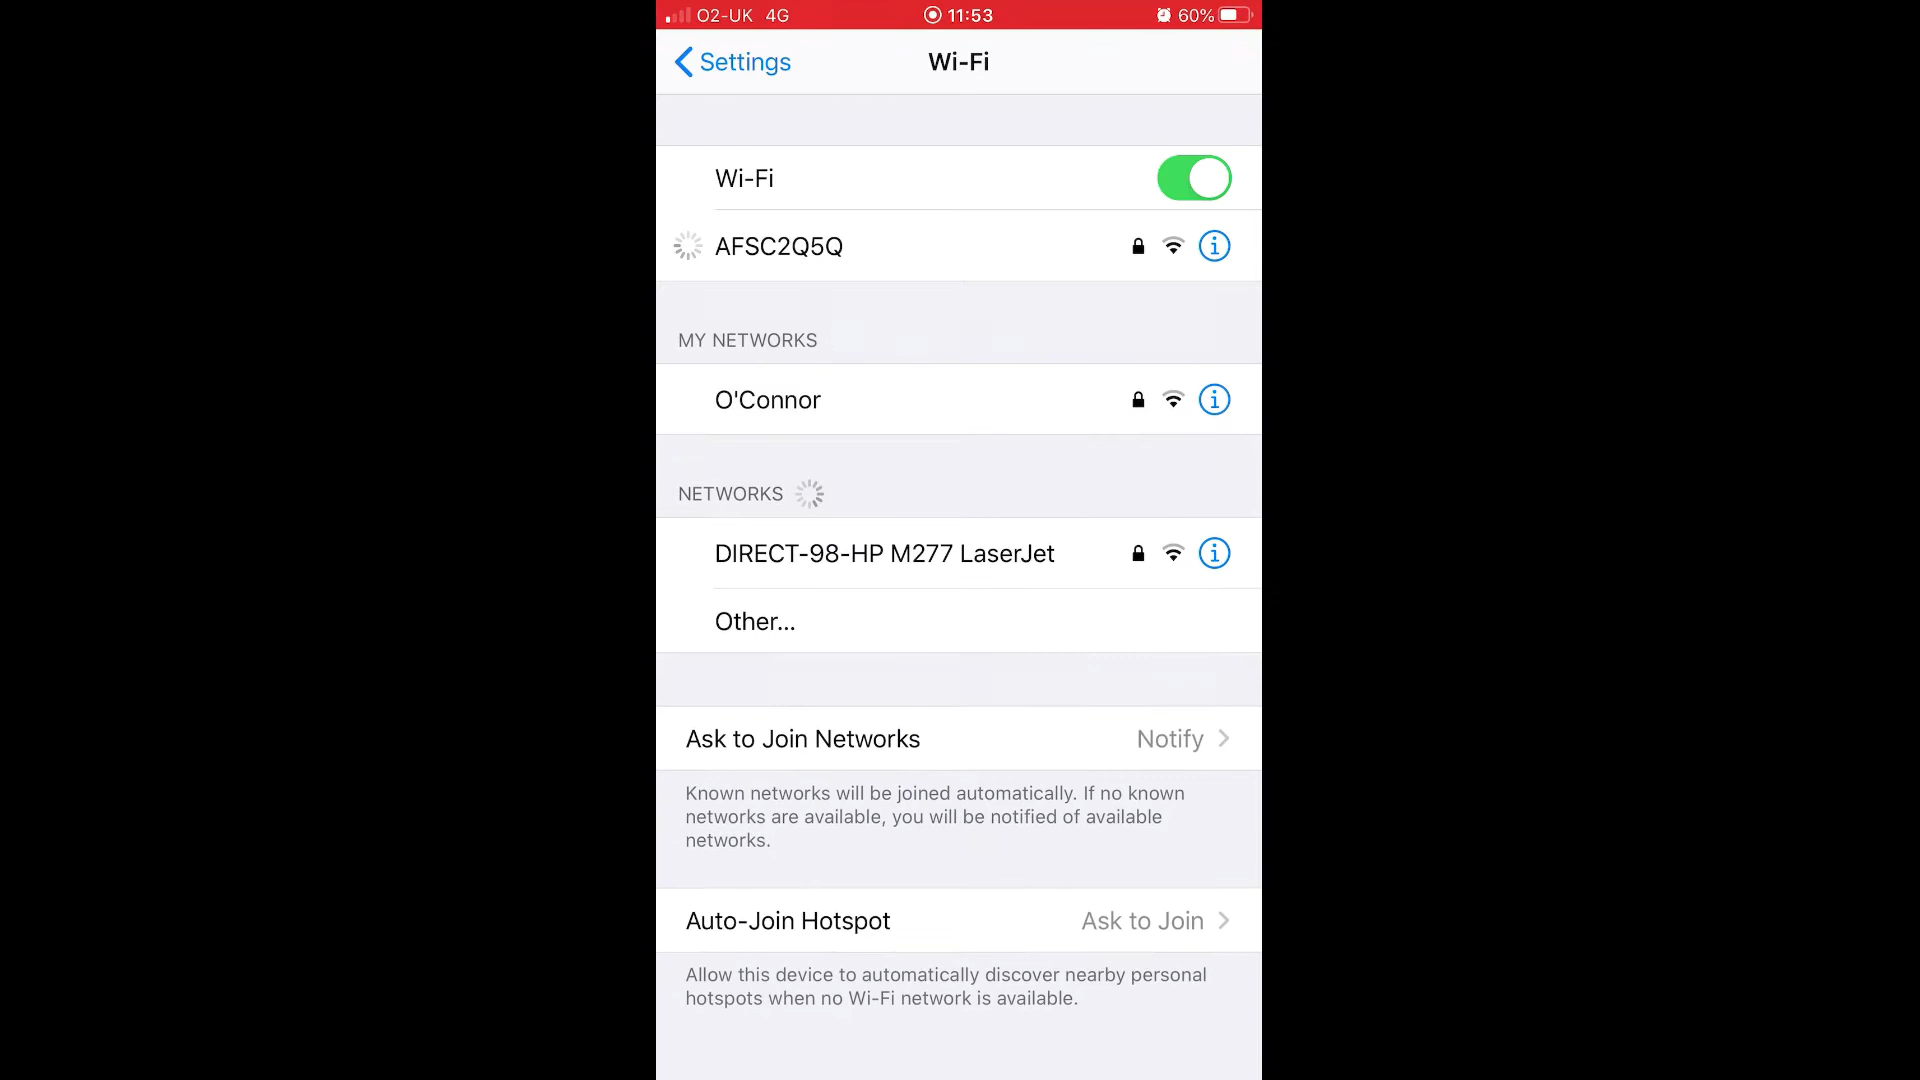 O2-UK 4G 11:53 60%
Settings Wi-Fi
Wi-Fi
AFSC2Q5Q
MY NETWORKS
O'Connor
NETWORKS
DIRECT-98-HP M277 LaserJet
Other...
Ask to Join Networks Notify
Known networks will be joined automatically. If no known
networks are available, you will be notified of available
networks.
Auto-Join Hotspot Ask to Join
Allow this device to automatically discover nearby personal
hotspots when no Wi-Fi network is available.